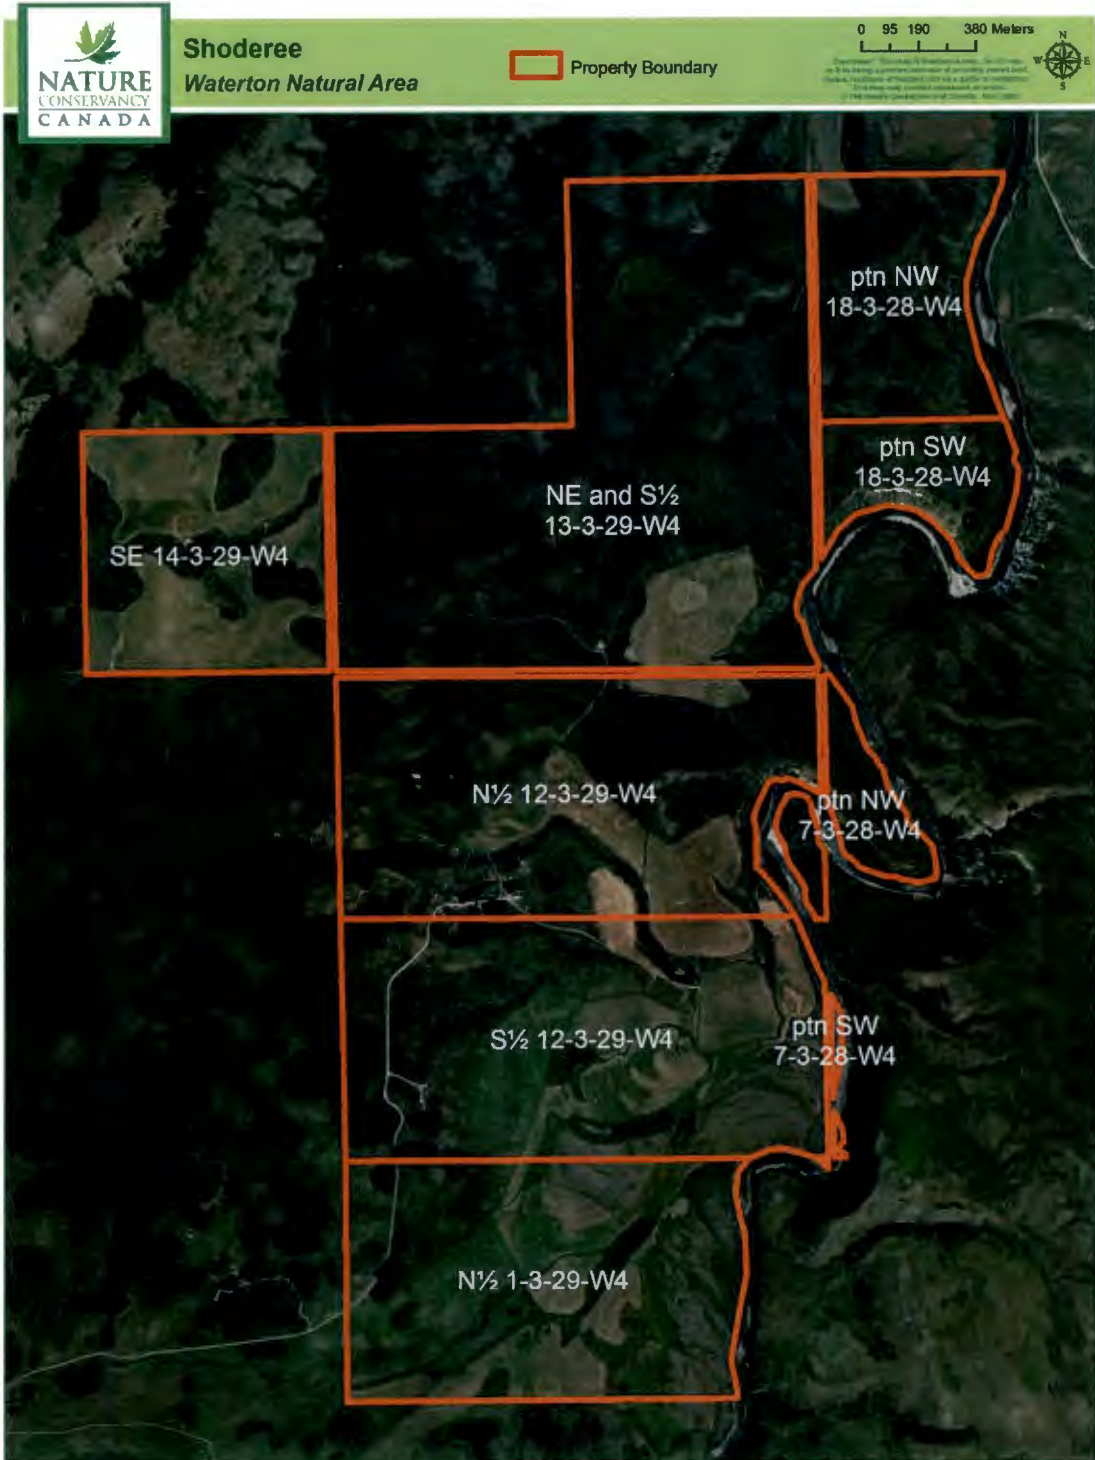 NATURE
CONSERVANCY
CANADA
Shoderee
Waterton Natural Area
Property Boundary
0 95 190 380 Meters
N
W E
S
ptn NW
18-3-28-W4
ptn SW
18-3-28-W4
NE and S½
13-3-29-W4
SE 14-3-29-W4
N½ 12-3-29-W4
ptn NW
7-3-28-W4
S½ 12-3-29-W4
ptn SW
7-3-28-W4
N½ 1-3-29-W4